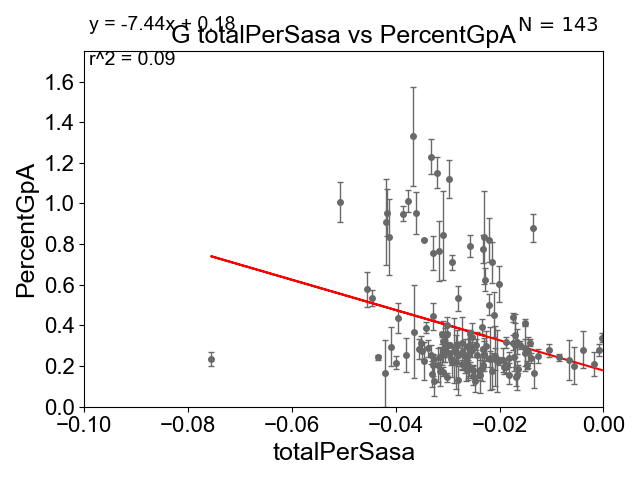 y = -7.44x + 0.18
N = 143
G totalPerSasa vs PercentGpA
r^2 = 0.09
PercentGpA
1.6
1.4
1.2
1.0
0.8
0.6
0.4
0.2
0.0
−0.10
−0.08
−0.06
−0.04
−0.02
0.00
totalPerSasa